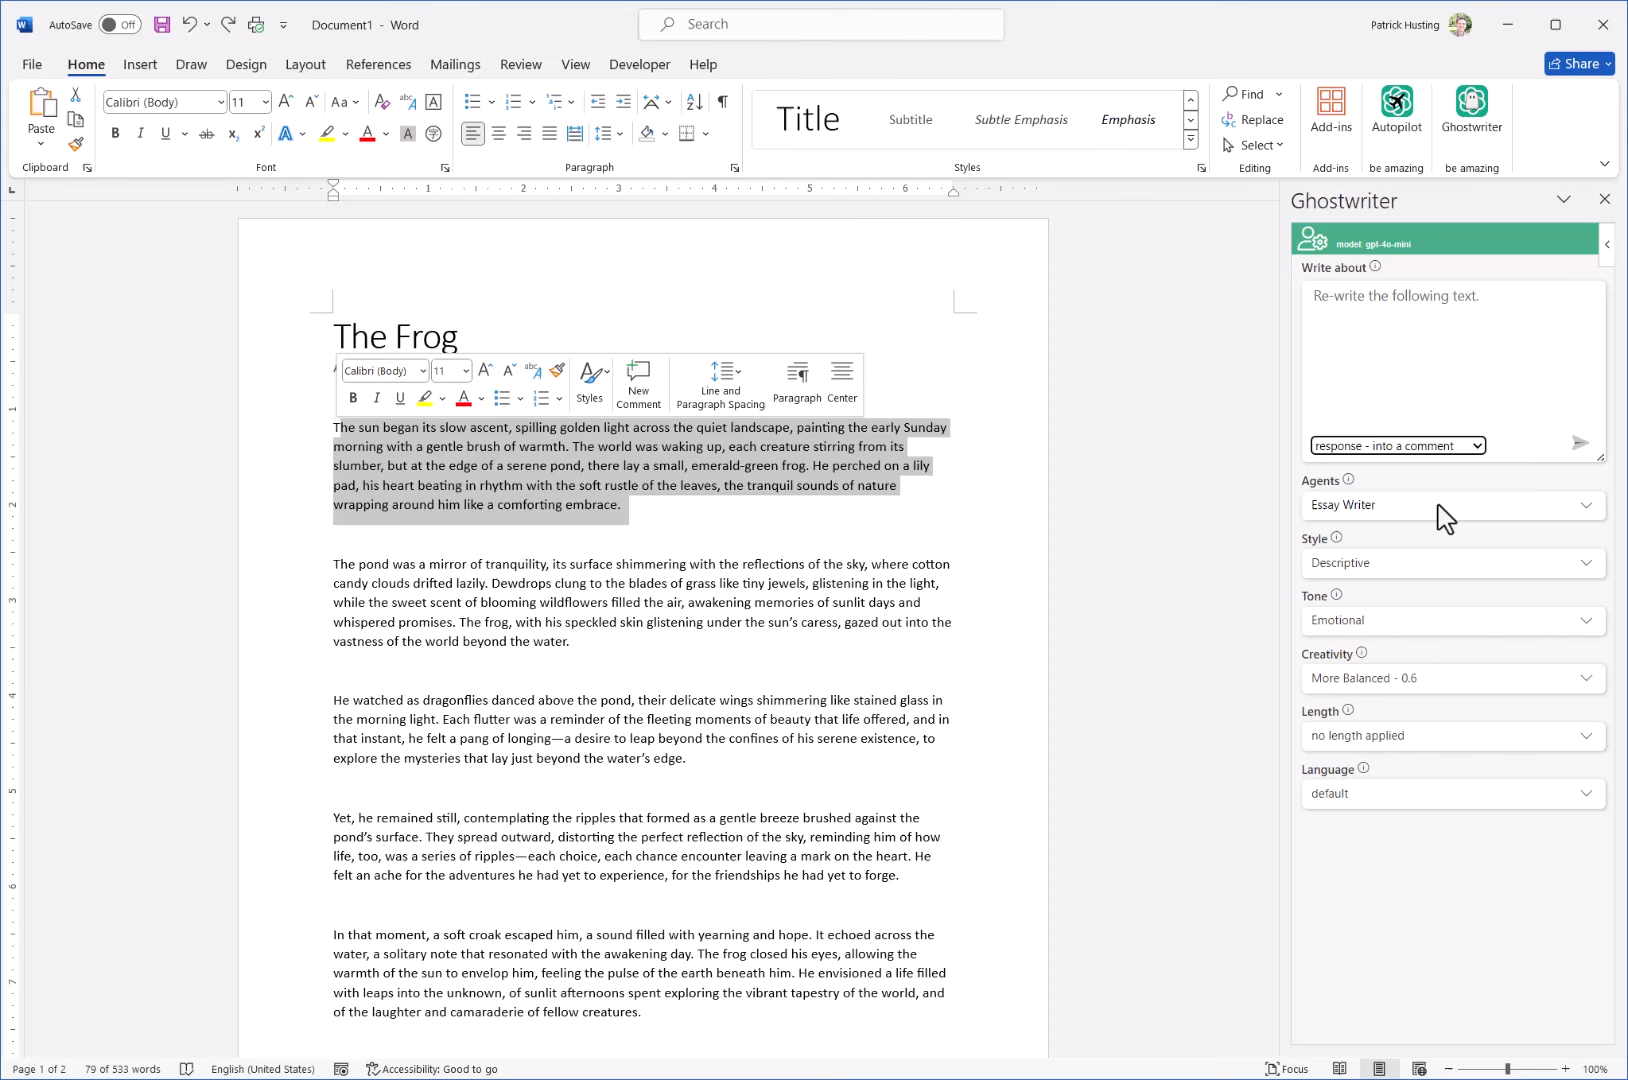 AutoSave Off Document1 - Word Search Patrick Husting
File Home Insert Draw Design Layout References Mailings Review View Developer Help Share
Paste
Clipboard
Calibri (Body) 11 Aa
Font
Paragraph
Title Subtitle Subtle Emphasis Emphasis
Styles
Find
Replace
Select
Editing
Add-ins
Add-ins
Autopilot
be amazing
Ghostwriter
be amazing
1 2 3 4 5 6
The Frog
Calibri (Body) 11
Styles
New
Comment
Line and
Paragraph Spacing
Paragraph
Center
The sun began its slow ascent, spilling golden light across the quiet landscape, painting the early Sunday
morning with a gentle brush of warmth. The world was waking up, each creature stirring from its
slumber, but at the edge of a serene pond, there lay a small, emerald-green frog. He perched on a lily
pad, his heart beating in rhythm with the soft rustle of the leaves, the tranquil sounds of nature
wrapping around him like a comforting embrace.
The pond was a mirror of tranquility, its surface shimmering with the reflections of the sky, where cotton
candy clouds drifted lazily. Dewdrops clung to the blades of grass like tiny jewels, glistening in the light,
while the sweet scent of blooming wildflowers filled the air, awakening memories of sunlit days and
whispered promises. The frog, with his speckled skin glistening under the sun's caress, gazed out into the
vastness of the world beyond the water.
He watched as dragonflies danced above the pond, their delicate wings shimmering like stained glass in
the morning light. Each flutter was a reminder of the fleeting moments of beauty that life offered, and in
that instant, he felt a pang of longing—a desire to leap beyond the confines of his serene existence, to
explore the mysteries that lay just beyond the water's edge.
Yet, he remained still, contemplating the ripples that formed as a gentle breeze brushed against the
pond's surface. They spread outward, distorting the perfect reflection of the sky, reminding him of how
life, too, was a series of ripples—each choice, each chance encounter leaving a mark on the heart. He
felt an ache for the adventures he had yet to experience, for the friendships he had yet to forge.
In that moment, a soft croak escaped him, a sound filled with yearning and hope. It echoed across the
water, a solitary note that resonated with the awakening day. The frog closed his eyes, allowing the
warmth of the sun to envelop him, feeling the pulse of the earth beneath him. He envisioned a life filled
with leaps into the unknown, of sunlit afternoons spent exploring the vibrant tapestry of the world, and
of the laughter and camaraderie of fellow creatures.
Ghostwriter
model: gpt-4o-mini
Write about
Re-write the following text.
response - into a comment
Agents
Essay Writer
Style
Descriptive
Tone
Emotional
Creativity
More Balanced - 0.6
Length
no length applied
Language
default
Page 1 of 2 79 of 533 words English (United States) Accessibility: Good to go Focus 100%